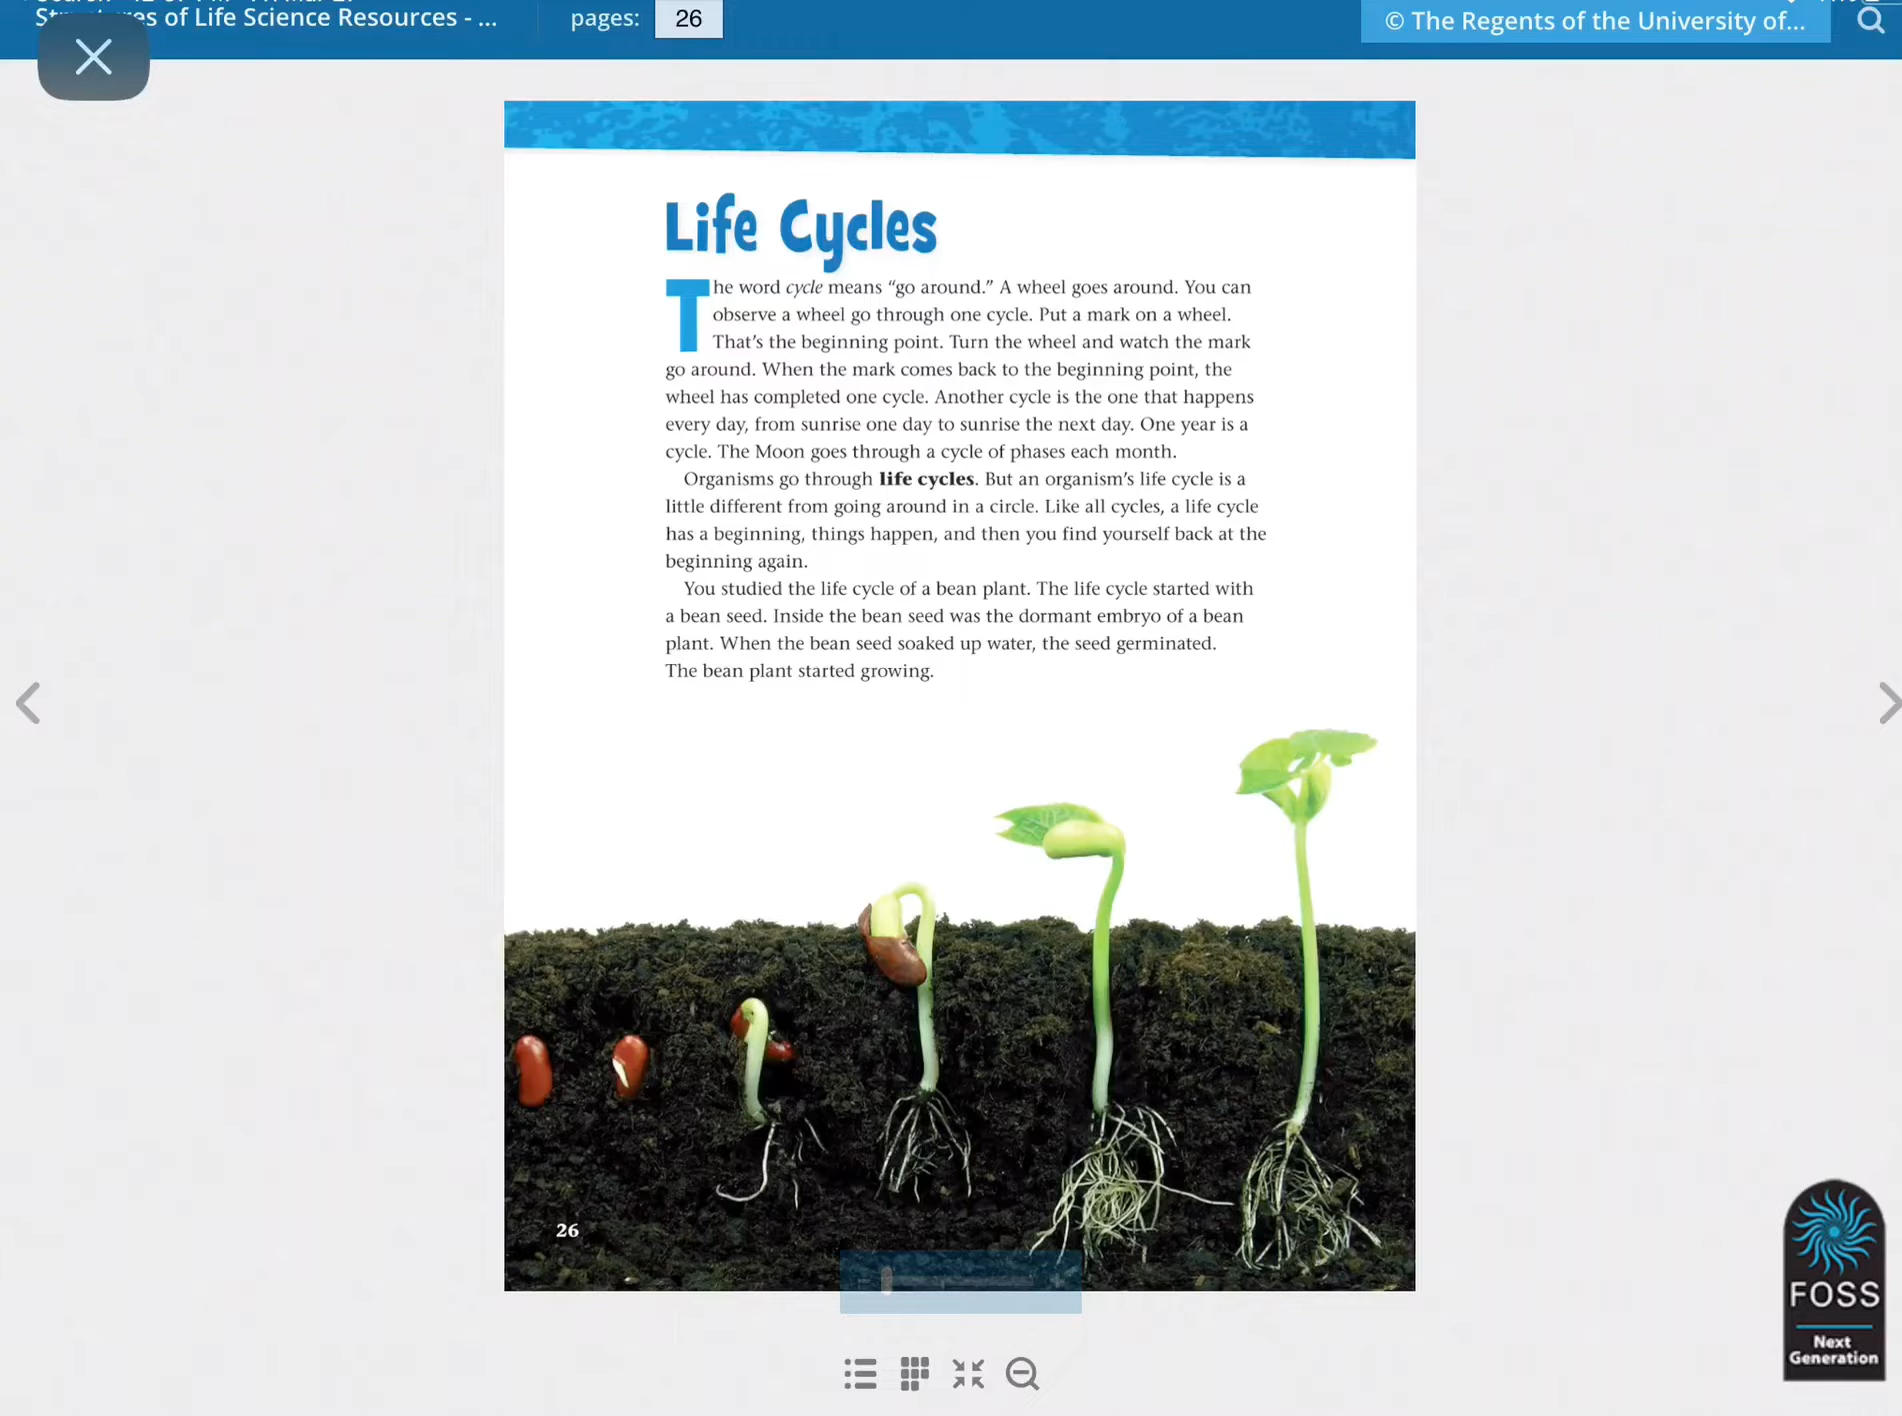 Structures of Life Science Resources - ...
pages:
26
© The Regents of the University of...
Life Cycles
The word cycle means “go around.” A wheel goes around. You can
observe a wheel go through one cycle. Put a mark on a wheel.
That’s the beginning point. Turn the wheel and watch the mark
go around. When the mark comes back to the beginning point, the
wheel has completed one cycle. Another cycle is the one that happens
every day, from sunrise one day to sunrise the next day. One year is a
cycle. The Moon goes through a cycle of phases each month.
Organisms go through life cycles. But an organism’s life cycle is a
little different from going around in a circle. Like all cycles, a life cycle
has a beginning, things happen, and then you find yourself back at the
beginning again.
You studied the life cycle of a bean plant. The life cycle started with
a bean seed. Inside the bean seed was the dormant embryo of a bean
plant. When the bean seed soaked up water, the seed germinated.
The bean plant started growing.
26
FOSS
Next
Generation